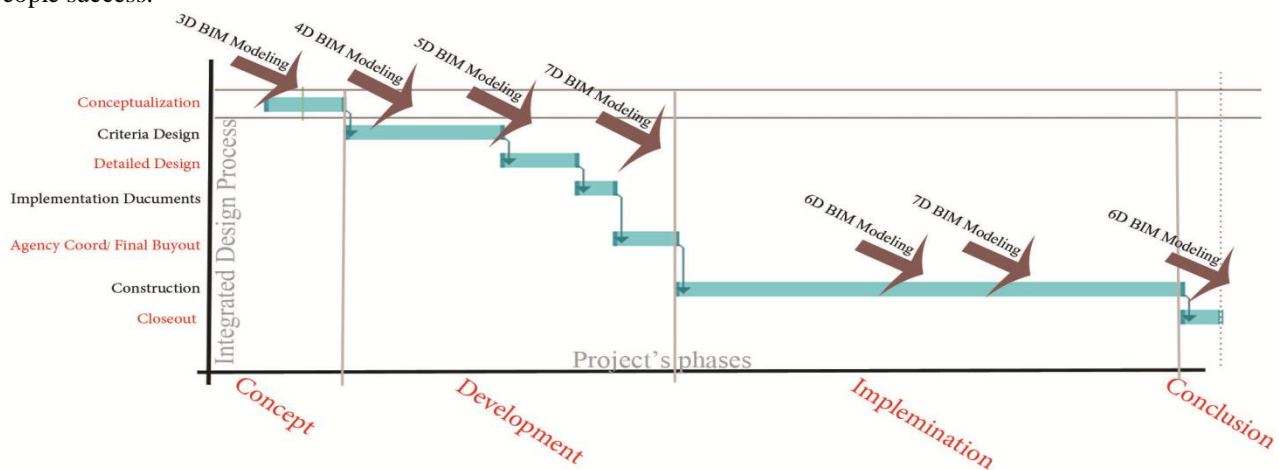 3D BIM Modeling
4D BIM Modeling
5D BIM Modeling
7D BIM Modeling
Conceptualization
Criteria Design
Detailed Design
Implementation Ducuments
Agency Coord/ Final Buyout
Construction
Closeout
Integrated Design Process
6D BIM Modeling
7D BIM Modeling
6D BIM Modeling
Project's phases
Concept
Development
Implemination
Conclusion